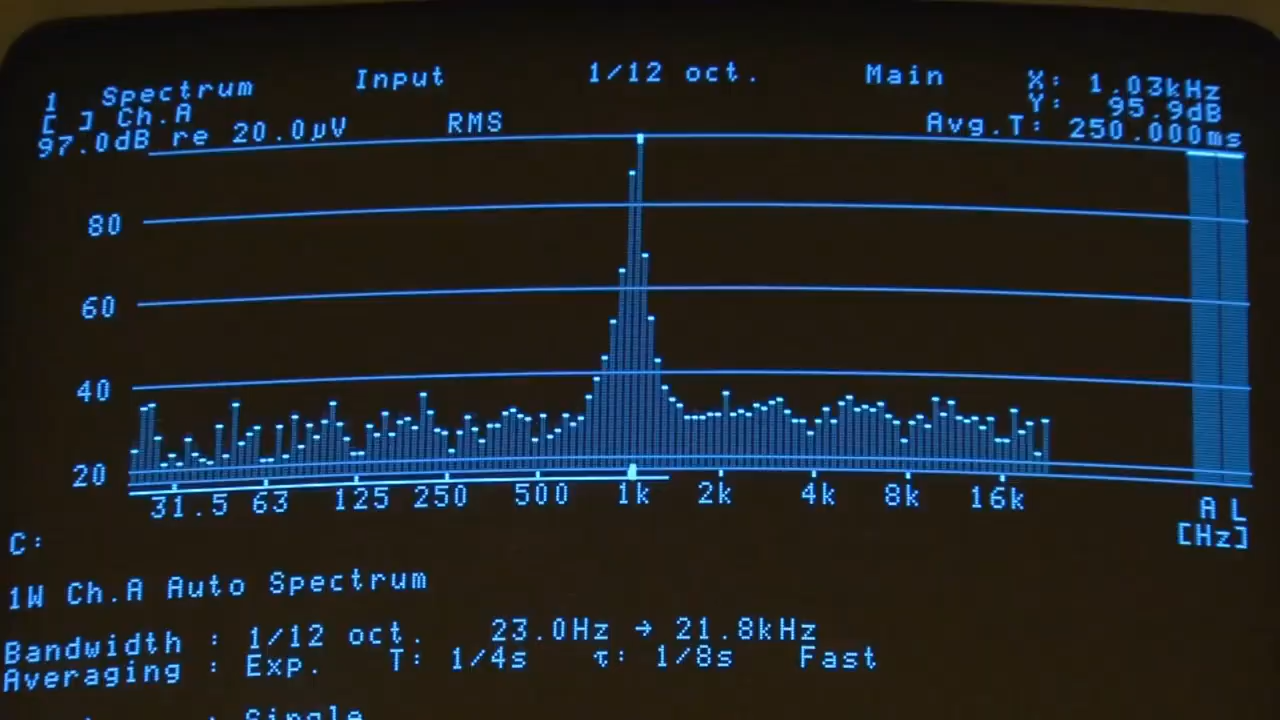 1 Spectrum Input 1/12 oct. Main X: 1.03kHz
[ ] Ch.A Y: 95.9dB
97.0dB re 20.0µV RMS Avg.T: 250.000ms
80
60
40
20
31.5 63 125 250 500 1k 2k 4k 8k 16k A L
[Hz]
C:
1W Ch.A Auto Spectrum
Bandwidth : 1/12 oct. 23.0Hz → 21.8kHz
Averaging : Exp. T: 1/4s τ: 1/8s Fast
: Single